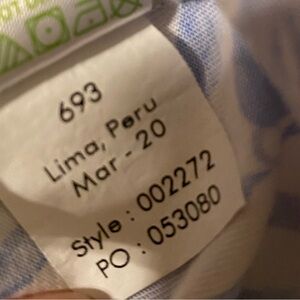 693
Lima, Peru
Mar - 20
Style : 002272
PO : 053080